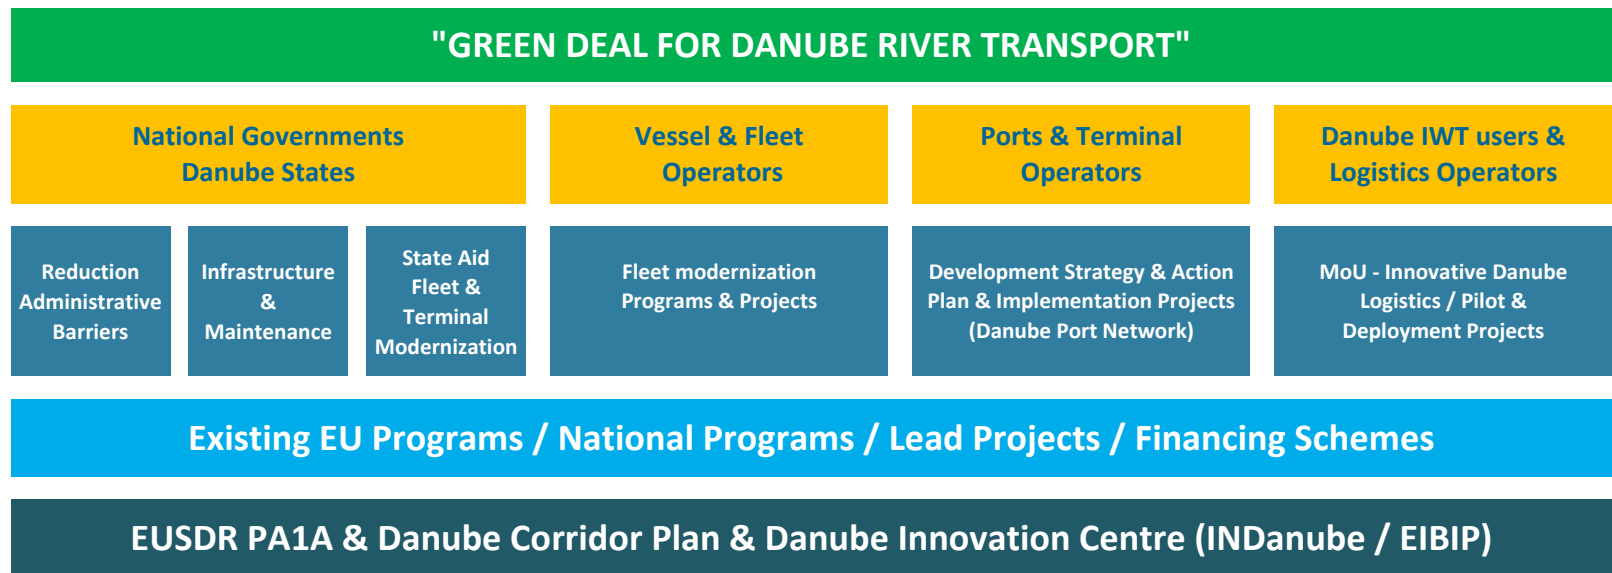 "GREEN DEAL FOR DANUBE RIVER TRANSPORT"
National Governments
Danube States
Vessel & Fleet
Operators
Ports & Terminal
Operators
Danube IWT users &
Logistics Operators
Reduction
Administrative
Barriers
Infrastructure
&
Maintenance
State Aid
Fleet &
Terminal
Modernization
Fleet modernization
Programs & Projects
Development Strategy & Action
Plan & Implementation Projects
(Danube Port Network)
MoU - Innovative Danube
Logistics / Pilot &
Deployment Projects
Existing EU Programs / National Programs / Lead Projects / Financing Schemes
EUSDR PA1A & Danube Corridor Plan & Danube Innovation Centre (INDanube / EIBIP)